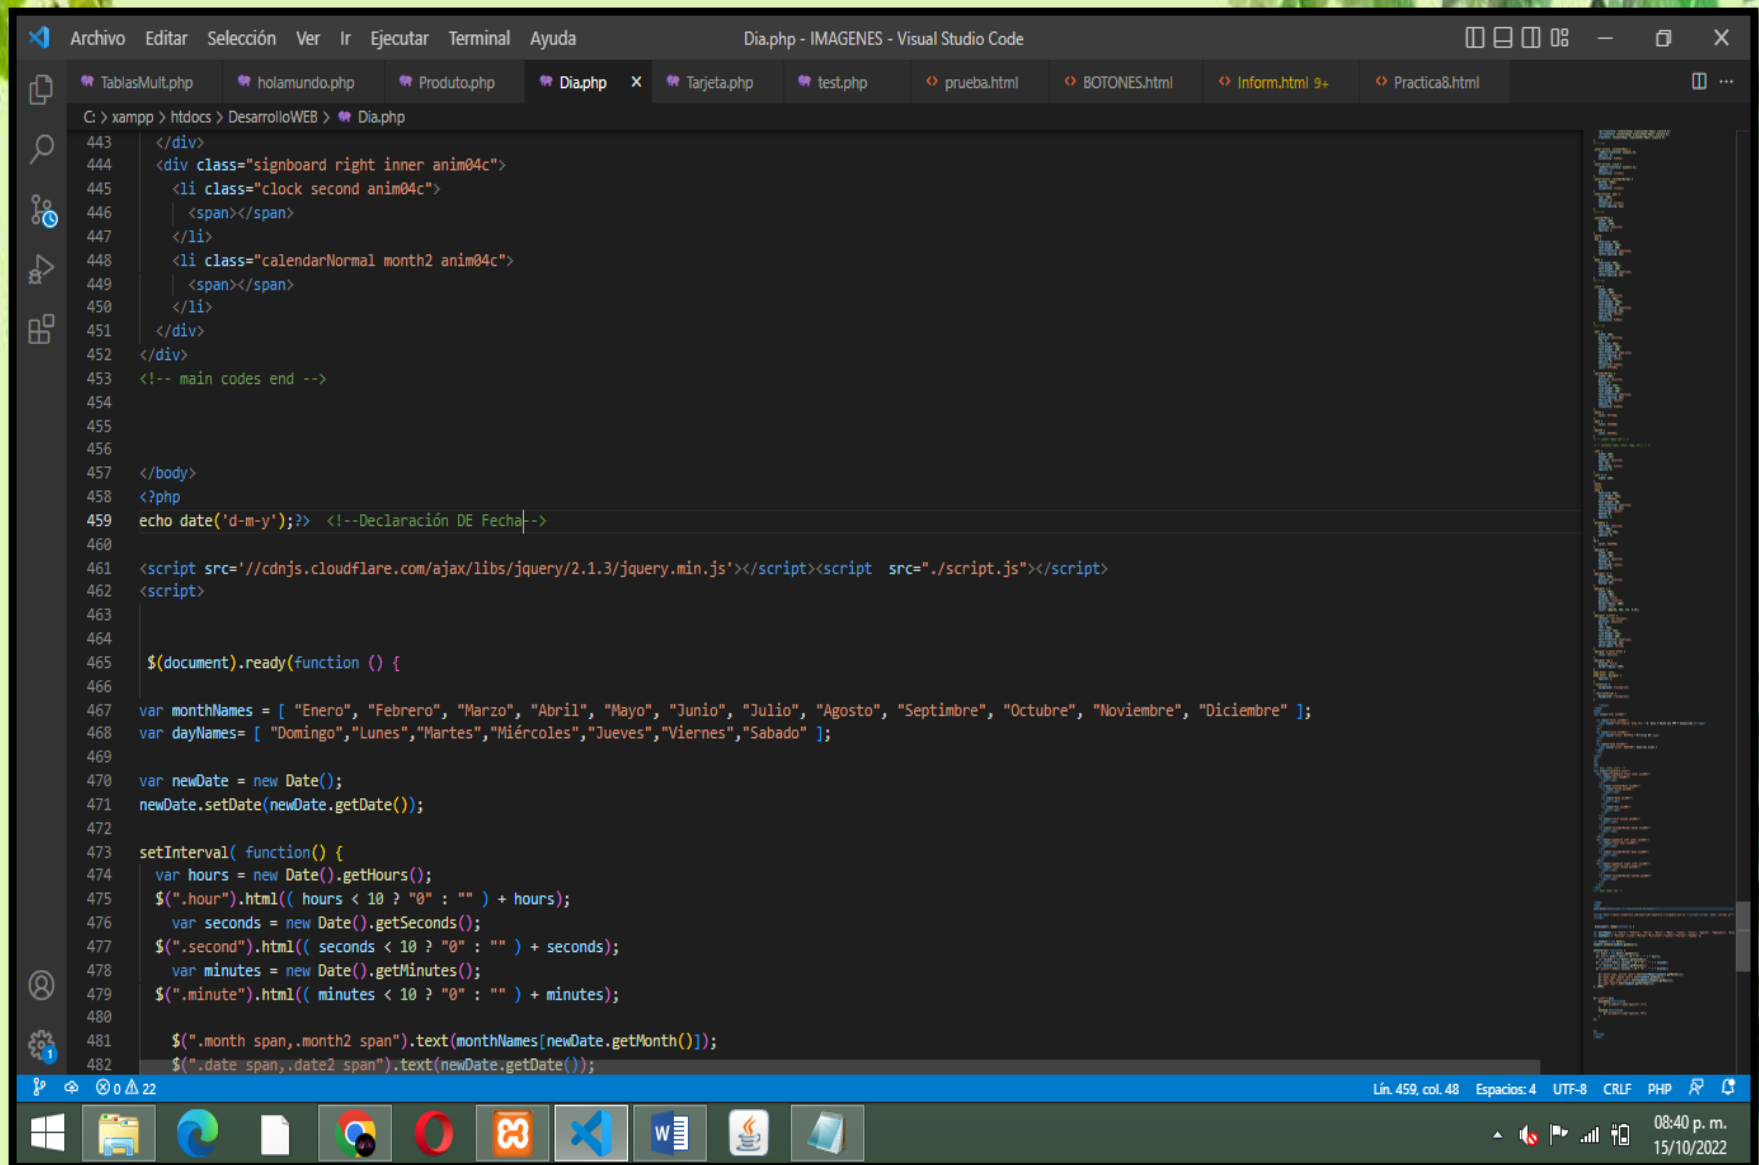 Archivo Editar Selección Ver Ir Ejecutar Terminal Ayuda Dia.php - IMAGENES - Visual Studio Code
TablasMult.php holamundo.php Produto.php Dia.php X Tarjeta.php test.php prueba.html BOTONES.html Inform.html 9+ Practica8.html
C: > xampp > htdocs > DesarrolloWEB > Dia.php
443 </div>
444 <div class="signboard right inner anim04c">
445 <li class="clock second anim04c">
446 <span></span>
447 </li>
448 <li class="calendarNormal month2 anim04c">
449 <span></span>
450 </li>
451 </div>
452 </div>
453 <!-- main codes end -->
454
455
456
457 </body>
458 <?php
459 echo date('d-m-y');?> <!--Declaración DE Fecha-->
460
461 <script src='//cdnjs.cloudflare.com/ajax/libs/jquery/2.1.3/jquery.min.js'></script><script src="./script.js"></script>
462 <script>
463
464
465 $(document).ready(function () {
466
467 var monthNames = [ "Enero", "Febrero", "Marzo", "Abril", "Mayo", "Junio", "Julio", "Agosto", "Septimbre", "Octubre", "Noviembre", "Diciembre" ];
468 var dayNames= [ "Domingo","Lunes","Martes","Miércoles","Jueves","Viernes","Sabado" ];
469
470 var newDate = new Date();
471 newDate.setDate(newDate.getDate());
472
473 setInterval( function() {
474 var hours = new Date().getHours();
475 $(".hour").html(( hours < 10 ? "0" : "" ) + hours);
476 var seconds = new Date().getSeconds();
477 $(".second").html(( seconds < 10 ? "0" : "" ) + seconds);
478 var minutes = new Date().getMinutes();
479 $(".minute").html(( minutes < 10 ? "0" : "" ) + minutes);
480
481 $(".month span,.month2 span").text(monthNames[newDate.getMonth()]);
482 $(".date span,.date2 span").text(newDate.getDate());
1
0 22 Lín. 459, col. 48 Espacios: 4 UTF-8 CRLF PHP
08:40 p. m.
15/10/2022